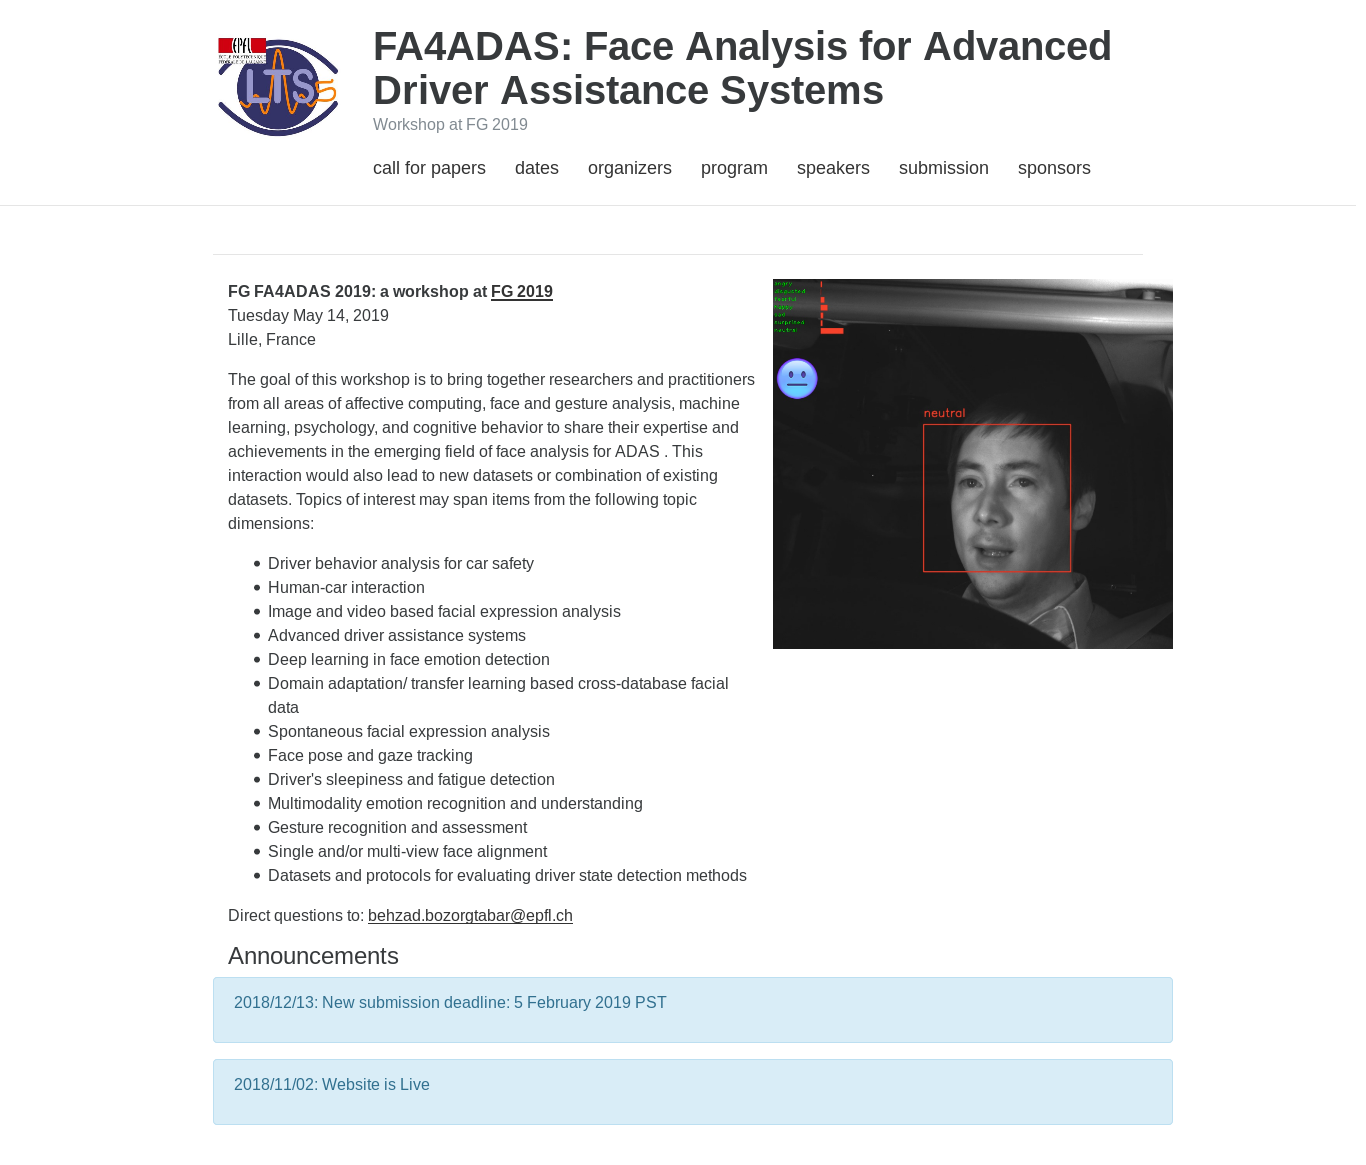 EPFL
ECOLE POLYTECHNIQUE
FEDERALE DE LAUSANNE
LTS5
FA4ADAS: Face Analysis for Advanced
Driver Assistance Systems
Workshop at FG 2019
call for papers dates organizers program speakers submission sponsors
FG FA4ADAS 2019: a workshop at FG 2019
Tuesday May 14, 2019
Lille, France
The goal of this workshop is to bring together researchers and practitioners
from all areas of affective computing, face and gesture analysis, machine
learning, psychology, and cognitive behavior to share their expertise and
achievements in the emerging field of face analysis for ADAS . This
interaction would also lead to new datasets or combination of existing
datasets. Topics of interest may span items from the following topic
dimensions:
Driver behavior analysis for car safety
Human-car interaction
Image and video based facial expression analysis
Advanced driver assistance systems
Deep learning in face emotion detection
Domain adaptation/ transfer learning based cross-database facial
data
Spontaneous facial expression analysis
Face pose and gaze tracking
Driver's sleepiness and fatigue detection
Multimodality emotion recognition and understanding
Gesture recognition and assessment
Single and/or multi-view face alignment
Datasets and protocols for evaluating driver state detection methods
angry
disgusted
fearful
happy
sad
surprised
neutral
neutral
Direct questions to: behzad.bozorgtabar@epfl.ch
Announcements
2018/12/13: New submission deadline: 5 February 2019 PST
2018/11/02: Website is Live